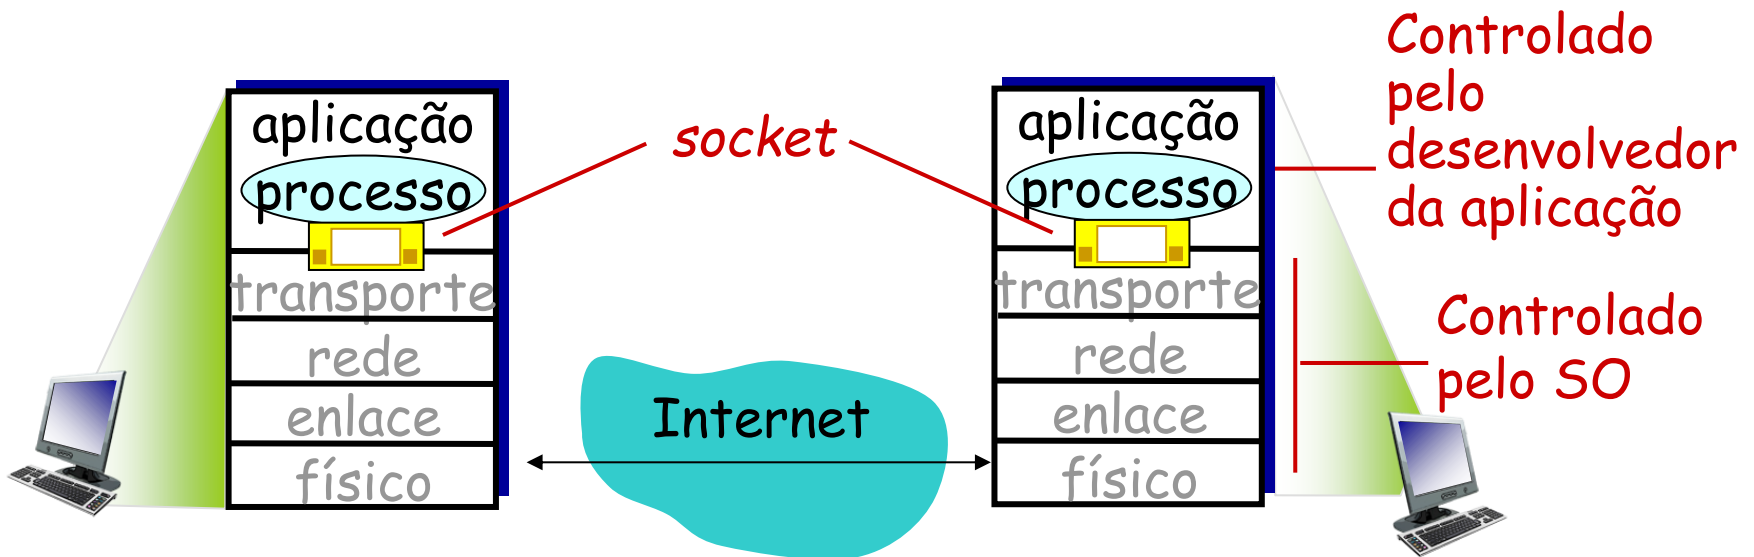 aplicação
processo
transporte
rede
enlace
físico
socket
Internet
aplicação
processo
transporte
rede
enlace
físico
Controlado
pelo
desenvolvedor
da aplicação
Controlado
pelo SO